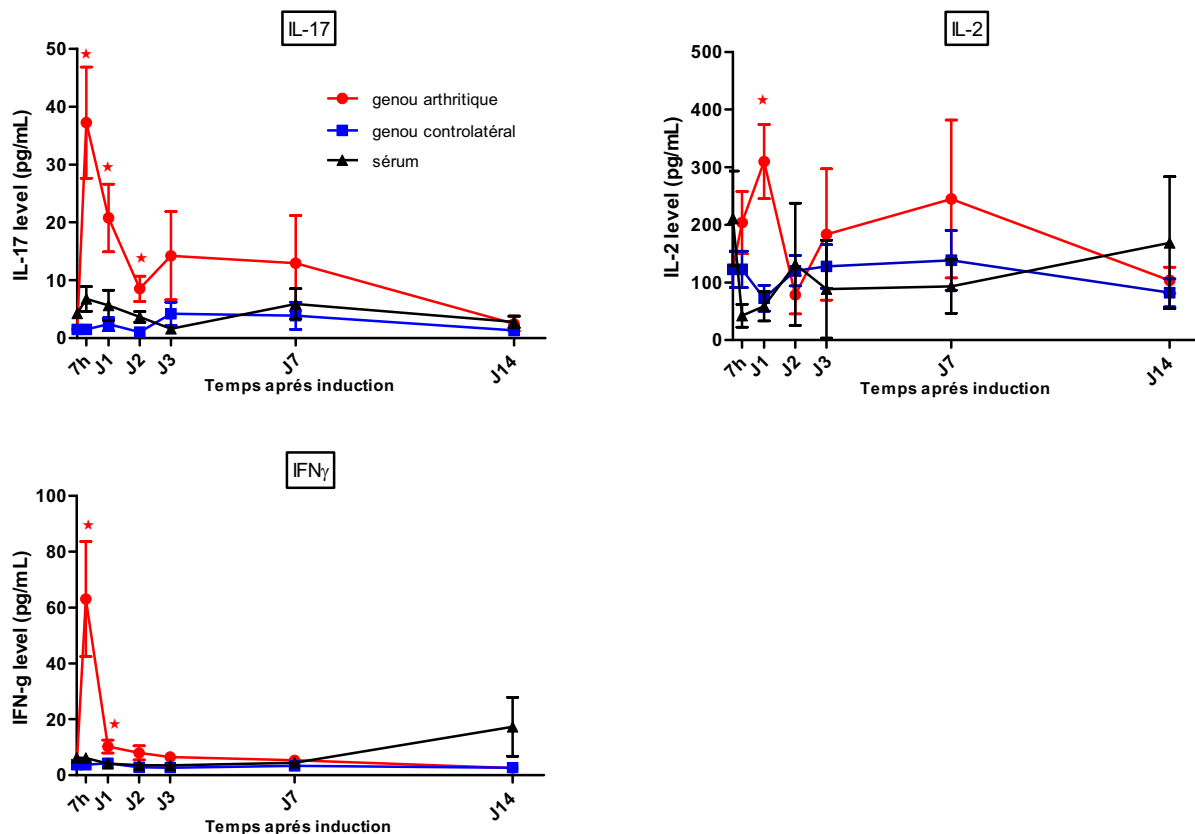 IL-17
50
40
30
20
10
0
IL-17 level (pg/mL)
genou arthritique
genou controlatéral
sérum
7h
J1
J2
J3
J7
J14
Temps aprés induction
IL-2
500
400
300
200
100
0
IL-2 level (pg/mL)
7h
J1
J2
J3
J7
J14
Temps aprés induction
IFNγ
100
80
60
40
20
0
IFN-g level (pg/mL)
7h
J1
J2
J3
J7
J14
Temps aprés induction